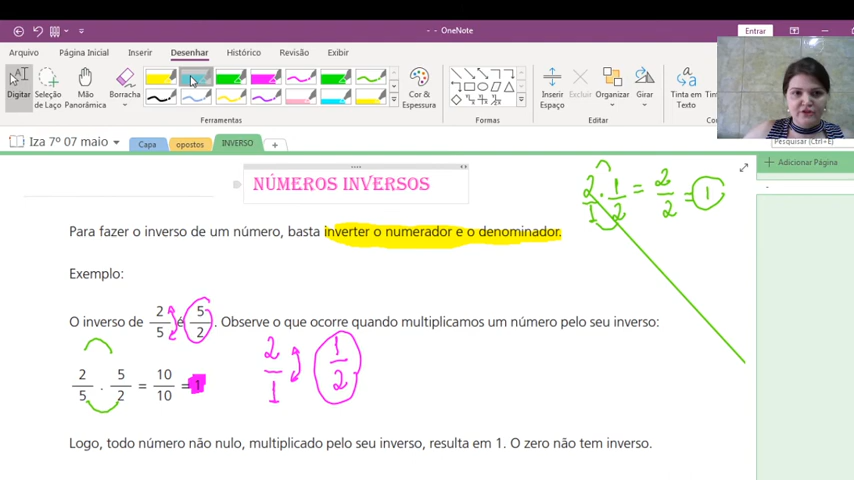 - - OneNote
Entrar
Arquivo Página Inicial Inserir Desenhar Histórico Revisão Exibir
Digitar Seleção de Laço Mão Panorâmica Borracha Cor & Espessura Inserir Espaço Excluir Organizar Girar Tinta em Texto Tinta em
Ferramentas Formas Editar
Iza 7º 07 maio Capa opostos INVERSO +
Pesquisar (Ctrl+E)
Adicionar Página
NÚMEROS INVERSOS
2/1 . 1/2 = 2/2 = 1
Para fazer o inverso de um número, basta inverter o numerador e o denominador.
Exemplo:
O inverso de 2/5 é 5/2. Observe o que ocorre quando multiplicamos um número pelo seu inverso:
2/1 1/2
2/5 . 5/2 = 10/10 = 1
Logo, todo número não nulo, multiplicado pelo seu inverso, resulta em 1. O zero não tem inverso.